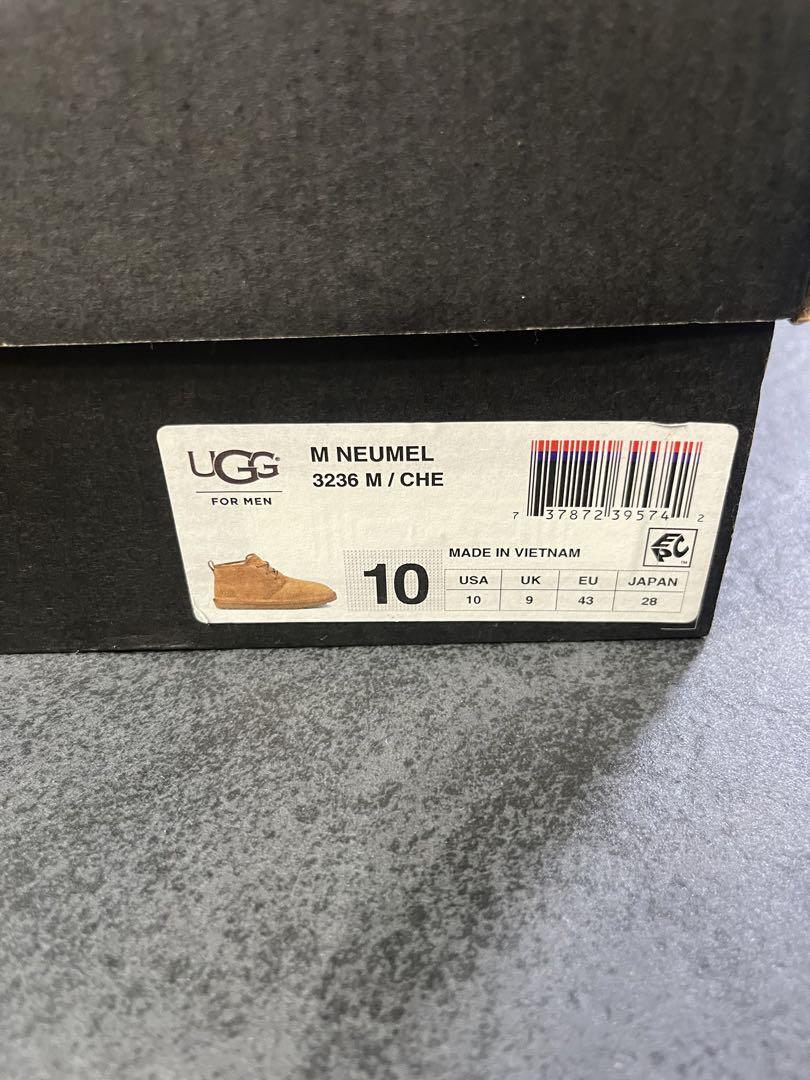 UGG®
FOR MEN
M NEUMEL
3236 M / CHE
7 37872 39574 2
MADE IN VIETNAM
EPC™
10
USA UK EU JAPAN
10 9 43 28